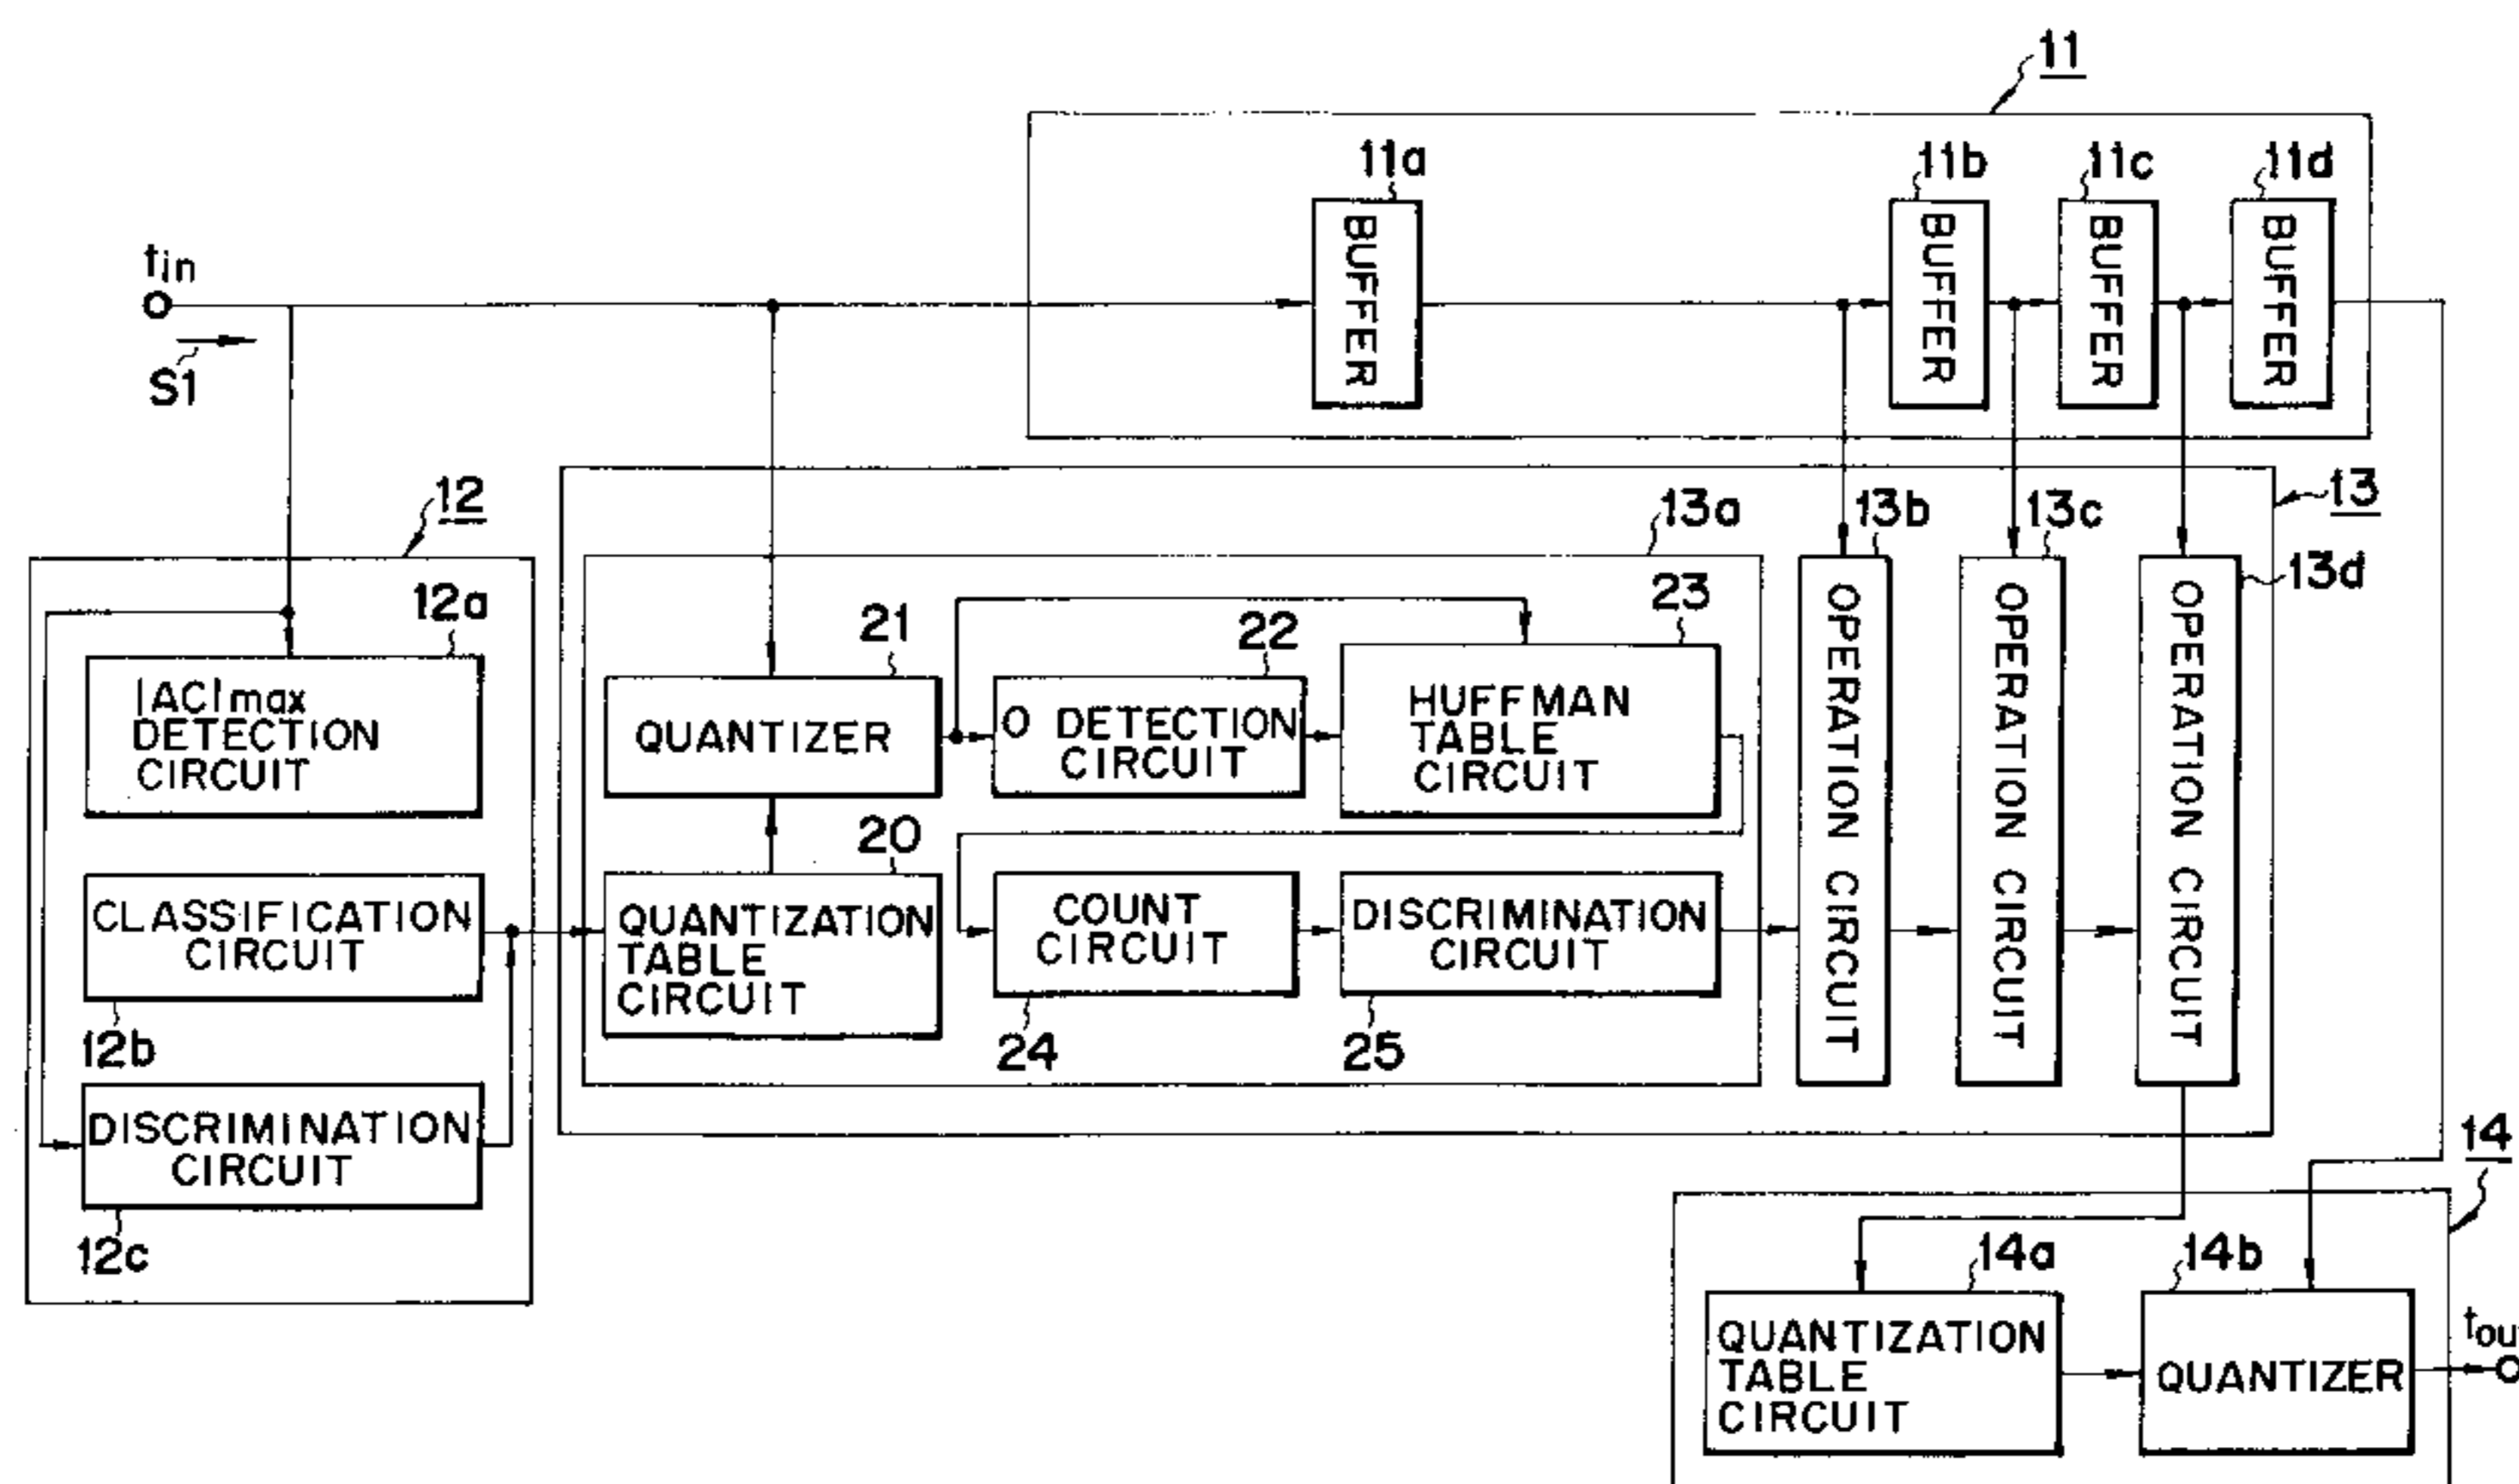 11
11a
11b
11c
11d
BUFFER
BUFFER
BUFFER
BUFFER
tin
S1
12
13a
13b
13c
13
13d
12a
|AC|max
DETECTION
CIRCUIT
21
22
23
QUANTIZER
0 DETECTION
CIRCUIT
HUFFMAN
TABLE
CIRCUIT
OPERATION CIRCUIT
OPERATION CIRCUIT
OPERATION CIRCUIT
20
CLASSIFICATION
CIRCUIT
12b
QUANTIZATION
TABLE
CIRCUIT
COUNT
CIRCUIT
24
DISCRIMINATION
CIRCUIT
25
DISCRIMINATION
CIRCUIT
12c
14
14a
14b
QUANTIZATION
TABLE
CIRCUIT
QUANTIZER
tou